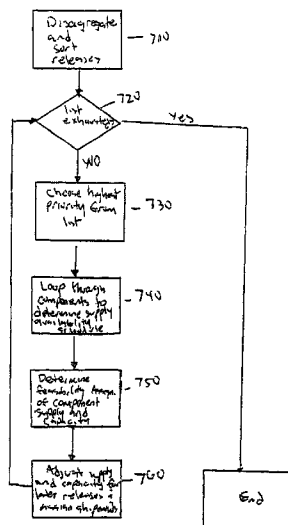 Disaggregate
and
sort
releases
710
720
list
exhausted
Yes
NO
Choose highest
priority from
list
730
Loop through
components to
determine supply
availability
schedule
740
Determine
feasibility
of component
supply and
capacity
750
Adjust supply
and capacity for
later releases &
760
End